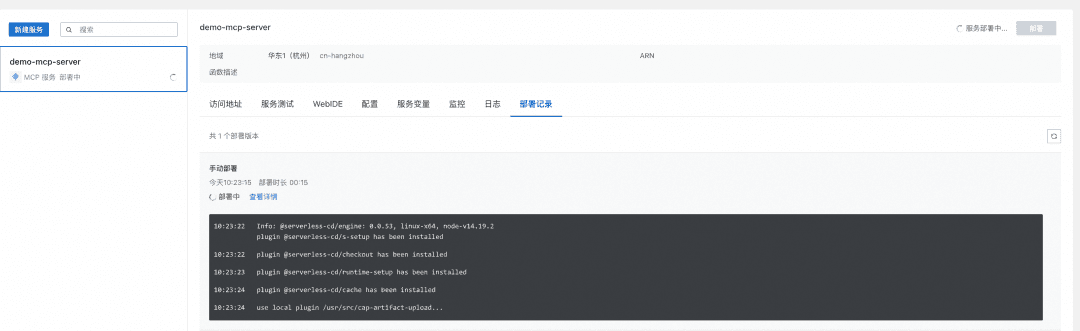 新建服务
搜索
demo-mcp-server
MCP 服务 部署中
demo-mcp-server
服务部署中...
部署
地域 华东1（杭州） cn-hangzhou ARN
函数描述
访问地址 服务测试 WebIDE 配置 服务变量 监控 日志 部署记录
共 1 个部署版本
手动部署
今天10:23:15 部署时长 00:15
部署中 查看详情
10:23:22 Info: @serverless-cd/engine: 0.0.53, linux-x64, node-v14.19.2
plugin @serverless-cd/s-setup has been installed
10:23:22 plugin @serverless-cd/checkout has been installed
10:23:23 plugin @serverless-cd/runtime-setup has been installed
10:23:24 plugin @serverless-cd/cache has been installed
10:23:24 use local plugin /usr/src/cap-artifact-upload...